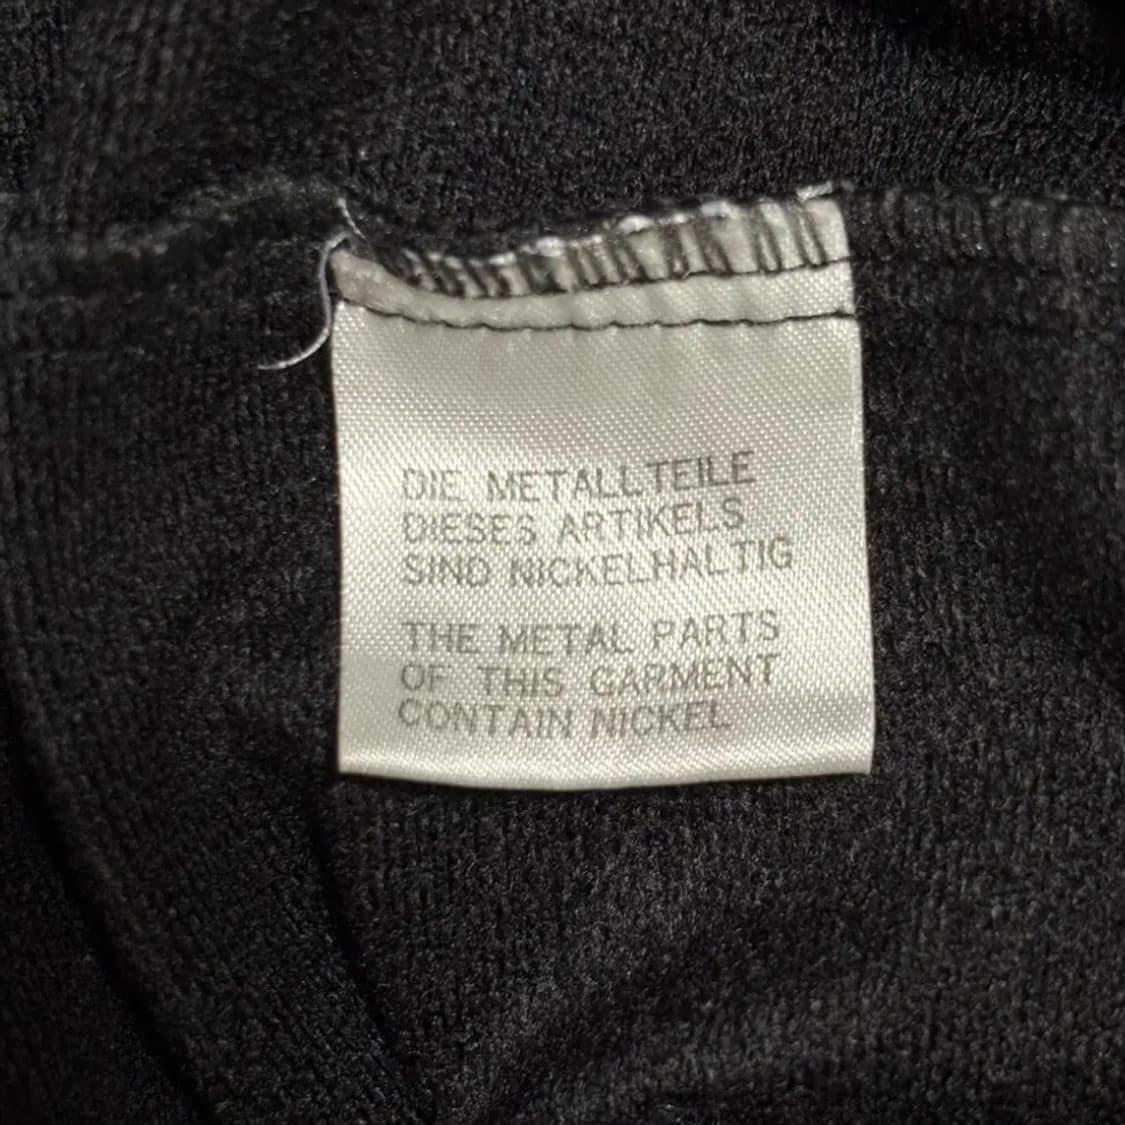 DIE METALLTEILE
DIESES ARTIKELS
SIND NICKELHALTIG
THE METAL PARTS
OF THIS GARMENT
CONTAIN NICKEL